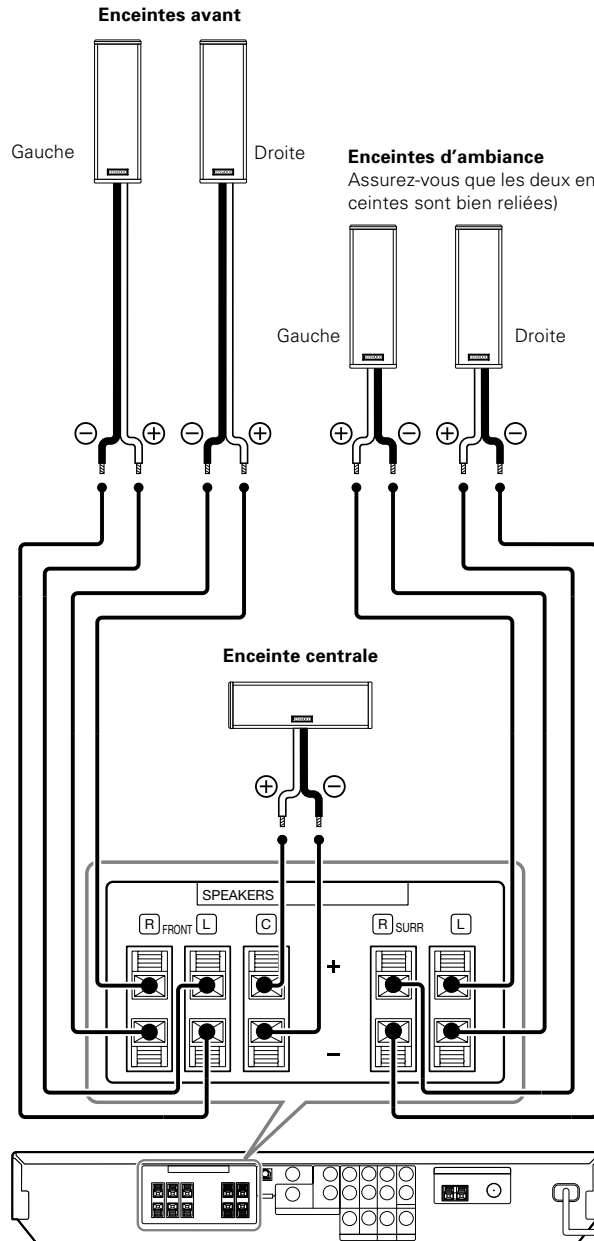 Enceintes avant
Gauche
Droite
Enceintes d’ambiance
Assurez-vous que les deux en
ceintes sont bien reliées)
Gauche
Droite
⊖ ⊕ ⊖ ⊕ ⊕ ⊖ ⊕ ⊖
Enceinte centrale
⊕ ⊖
SPEAKERS
R FRONT L C R SURR L
+
–